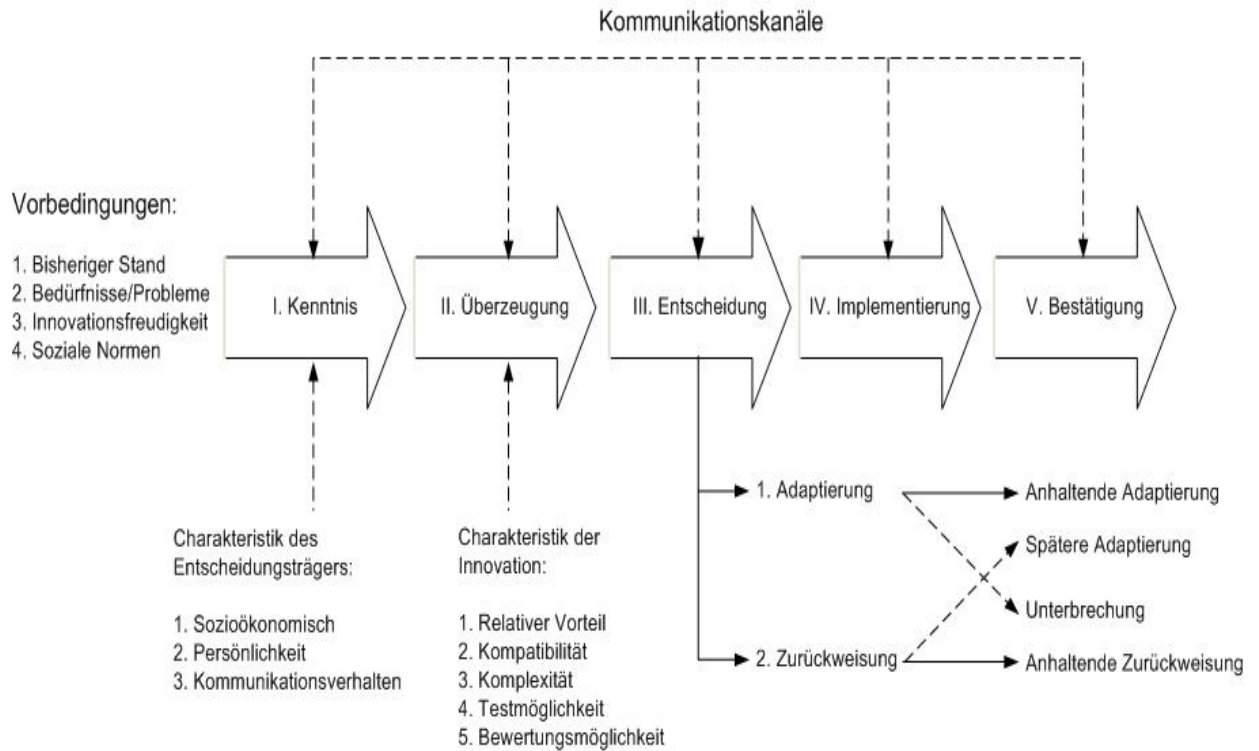 Kommunikationskanäle
Vorbedingungen:
1. Bisheriger Stand
2. Bedürfnisse/Probleme
3. Innovationsfreudigkeit
4. Soziale Normen
I. Kenntnis
II. Überzeugung
III. Entscheidung
IV. Implementierung
V. Bestätigung
Charakteristik des
Entscheidungsträgers:
1. Sozioökonomisch
2. Persönlichkeit
3. Kommunikationsverhalten
Charakteristik der
Innovation:
1. Relativer Vorteil
2. Kompatibilität
3. Komplexität
4. Testmöglichkeit
5. Bewertungsmöglichkeit
1. Adaptierung
2. Zurückweisung
Anhaltende Adaptierung
Spätere Adaptierung
Unterbrechung
Anhaltende Zurückweisung